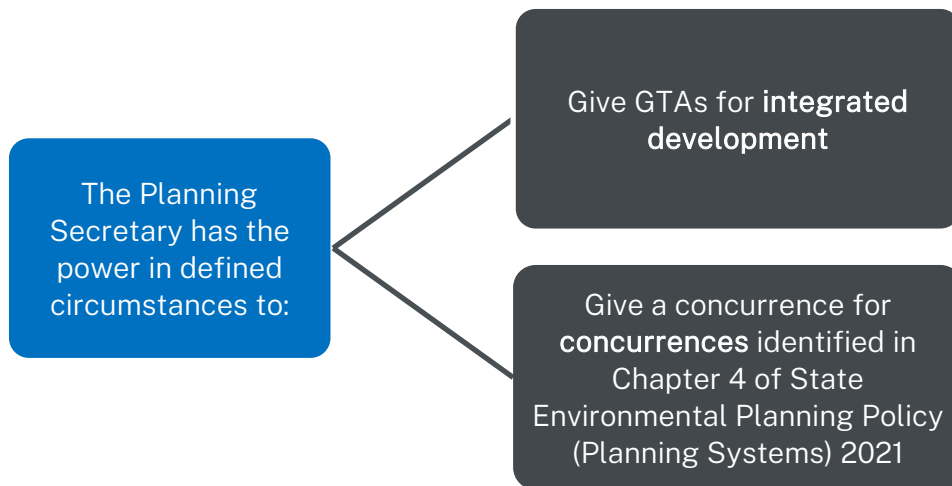 The Planning
Secretary has the
power in defined
circumstances to:
Give GTAs for integrated
development
Give a concurrence for
concurrences identified in
Chapter 4 of State
Environmental Planning Policy
(Planning Systems) 2021